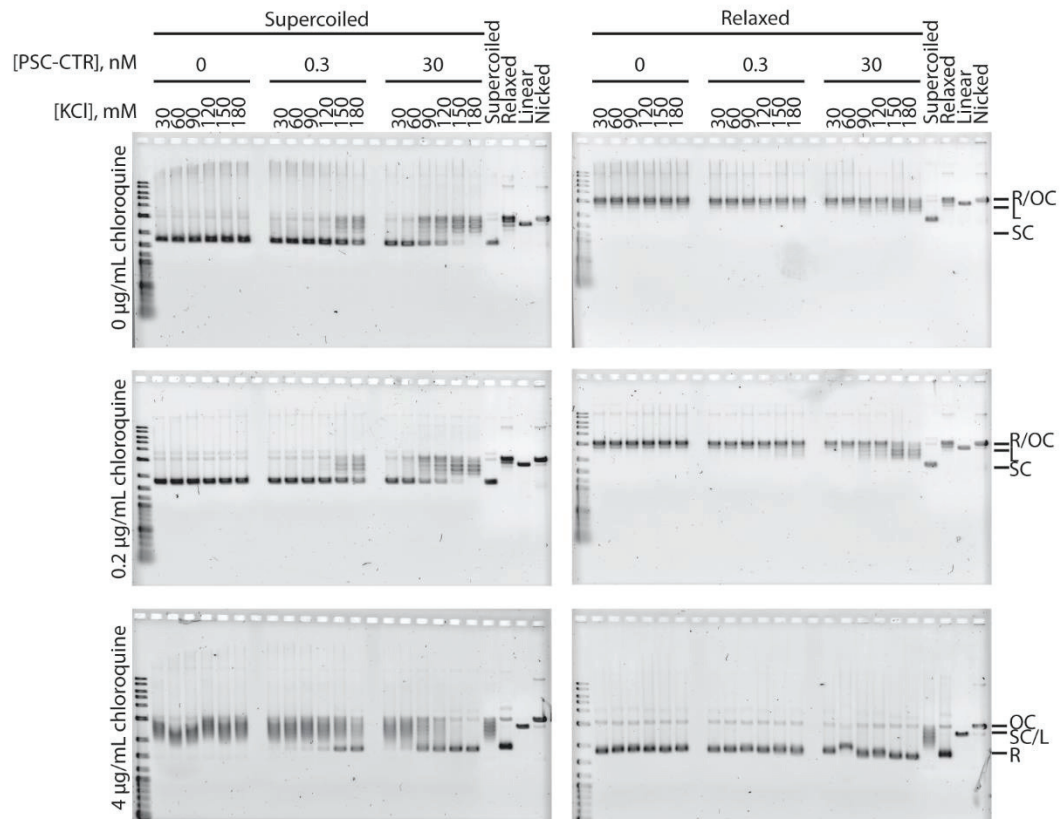 Supercoiled Relaxed
[PSC-CTR], nM 0 0.3 30 Supercoiled Relaxed Linear Nicked 0 0.3 30 Supercoiled Relaxed Linear Nicked
[KCl], mM 30 60 90 120 150 180 30 60 90 120 150 180 30 60 90 120 150 180 30 60 90 120 150 180 30 60 90 120 150 180 30 60 90 120 150 180
0 µg/mL chloroquine
R/OC
L
SC
0.2 µg/mL chloroquine
R/OC
L
SC
4 µg/mL chloroquine
OC
SC/L
R